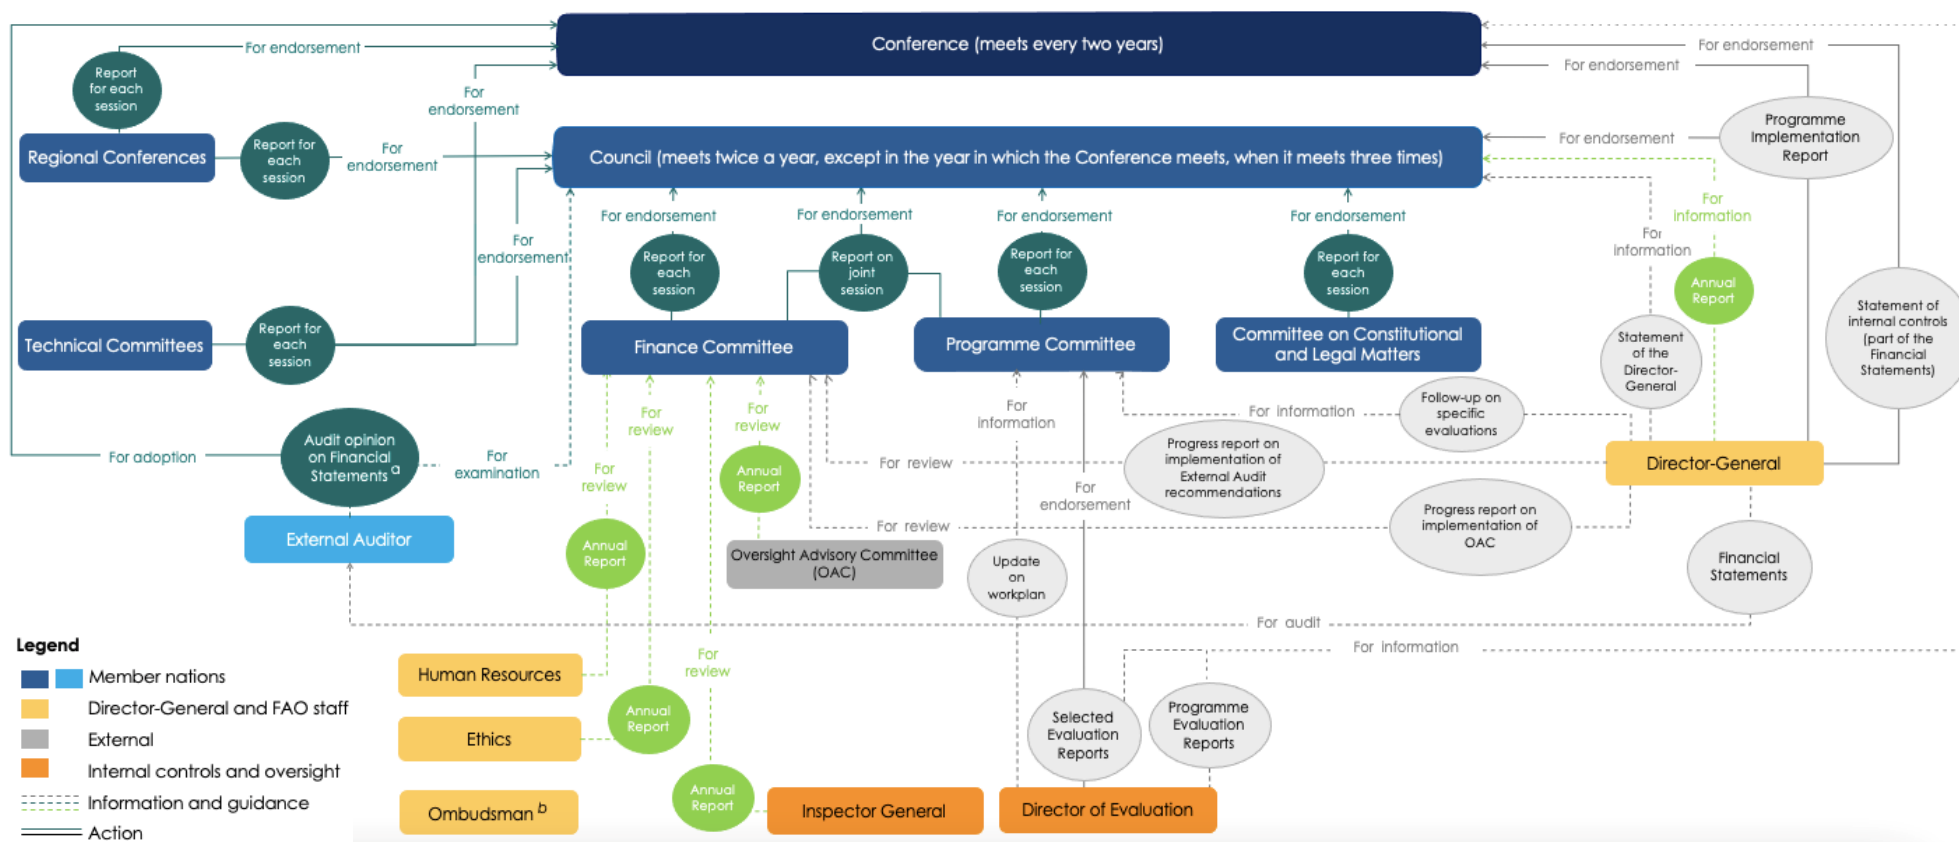 Conference (meets every two years)
For endorsement
For endorsement
For endorsement
Report
for each
session
For
endorsement
Programme
Implementation
Report
Regional Conferences
Report for
each
session
For
endorsement
Council (meets twice a year, except in the year in which the Conference meets, when it meets three times)
For endorsement
For
information
For
information
For endorsement
For endorsement
For endorsement
For endorsement
For
endorsement
Report for
each
session
Report on
joint
session
Report for
each
session
Report for
each
session
Annual
Report
Statement of
internal controls
(part of the
Financial
Statements)
Technical Committees
Report for
each
session
Finance Committee
Programme Committee
Committee on Constitutional
and Legal Matters
Statement
of the
Director-
General
For
review
For
review
For
information
For information
Follow-up on
specific
evaluations
Audit opinion
on Financial
Statements a
For adoption
For
examination
For
review
Annual
Report
For review
Progress report on
implementation of
External Audit
recommendations
Director-General
For
endorsement
For review
Progress report on
implementation of
OAC
External Auditor
Annual
Report
Oversight Advisory Committee
(OAC)
Update
on
workplan
Financial
Statements
For audit
For information
Legend
Member nations
Director-General and FAO staff
External
Internal controls and oversight
Information and guidance
Action
Human Resources
For
review
Ethics
Annual
Report
Selected
Evaluation
Reports
Programme
Evaluation
Reports
Ombudsman b
Annual
Report
Inspector General
Director of Evaluation